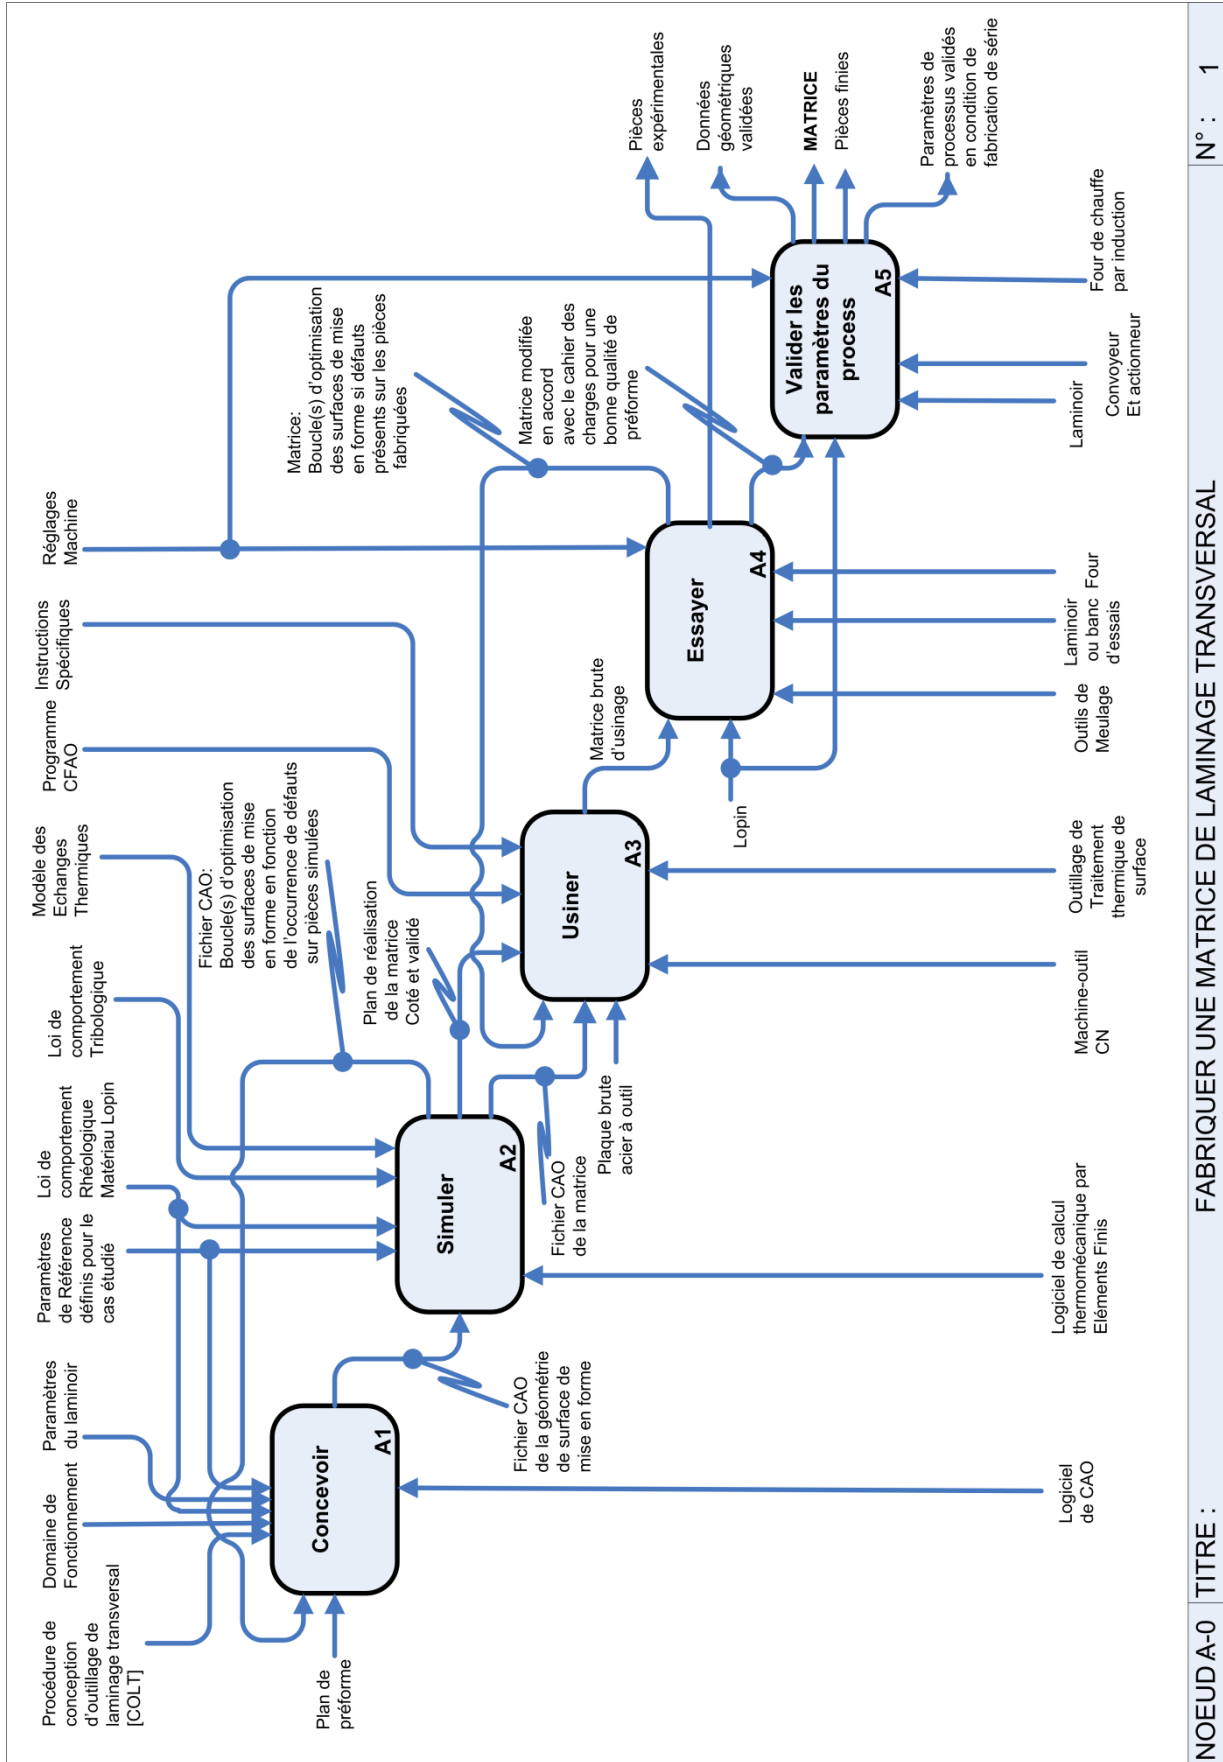 Procédure de
conception
d'outillage de
laminage transversal
[COLT]
Domaine de
Fonctionnement
Paramètres
du laminoir
Paramètres
de Référence
définis pour le
cas étudié
Loi de
comportement
Rhéologique
Matériau Lopin
Loi de
comportement
Tribologique
Modèle des
Echanges
Thermiques
Programme
CFAO
Instructions
Spécifiques
Réglages
Machine
Fichier CAO:
Boucle(s) d'optimisation
des surfaces de mise
en forme en fonction
de l'occurrence de défauts
sur pièces simulées
Matrice:
Boucle(s) d'optimisation
des surfaces de mise
en forme si défauts
présents sur les pièces
fabriquées
Plan de
préforme
Concevoir
A1
Fichier CAO
de la géométrie
de surface de
mise en forme
Simuler
A2
Plan de réalisation
de la matrice
Coté et validé
Fichier CAO
de la matrice
Plaque brute
acier à outil
Usiner
A3
Matrice brute
d'usinage
Lopin
Essayer
A4
Matrice modifiée
en accord
avec le cahier des
charges pour une
bonne qualité de
préforme
Valider les
paramètres du
process
A5
Pièces
expérimentales
Données
géométriques
validées
MATRICE
Pièces finies
Paramètres de
processus validés
en condition de
fabrication de série
Logiciel
de CAO
Logiciel de calcul
thermomécanique par
Eléments Finis
Machine-outil
CN
Outillage de
Traitement
thermique de
surface
Outils de
Meulage
Laminoir
ou banc
d'essais
Four
Laminoir
Convoyeur
Et actionneur
Four de chauffe
par induction
NOEUD A-0
TITRE :
FABRIQUER UNE MATRICE DE LAMINAGE TRANSVERSAL
N° : 1